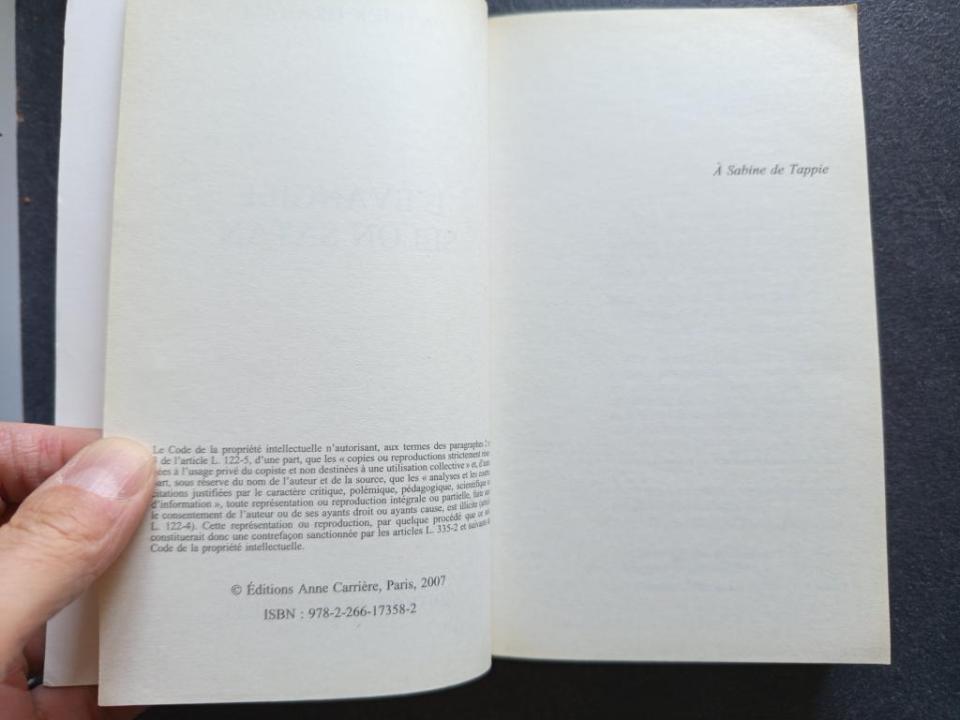 Le Code de la propriété intellectuelle n'autorisant, aux termes des paragraphes 2
de l'article L. 122-5, d'une part, que les « copies ou reproductions strictement
à l'usage privé du copiste et non destinées à une utilisation collective » et, d'une
part, sous réserve du nom de l'auteur et de la source, que les « analyses et les
citations justifiées par le caractère critique, polémique, pédagogique, scientifique
d'information », toute représentation ou reproduction intégrale ou partielle, faite
le consentement de l'auteur ou de ses ayants droit ou ayants cause, est illicite
L. 122-4). Cette représentation ou reproduction, par quelque procédé que ce
constituerait donc une contrefaçon sanctionnée par les articles L. 335-2 et suivants
Code de la propriété intellectuelle.
© Éditions Anne Carrière, Paris, 2007
ISBN : 978-2-266-17358-2
À Sabine de Tappie